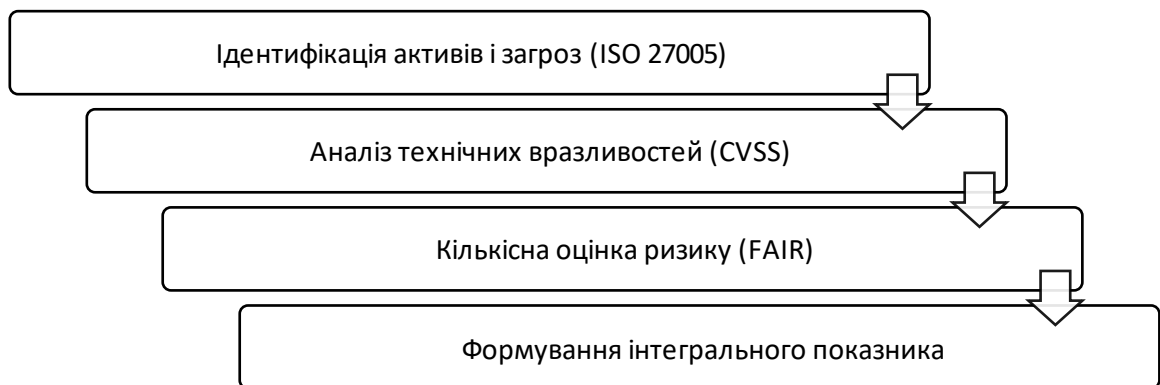 Ідентифікація активів і загроз (ISO 27005)
Аналіз технічних вразливостей (CVSS)
Кількісна оцінка ризику (FAIR)
Формування інтегрального показника